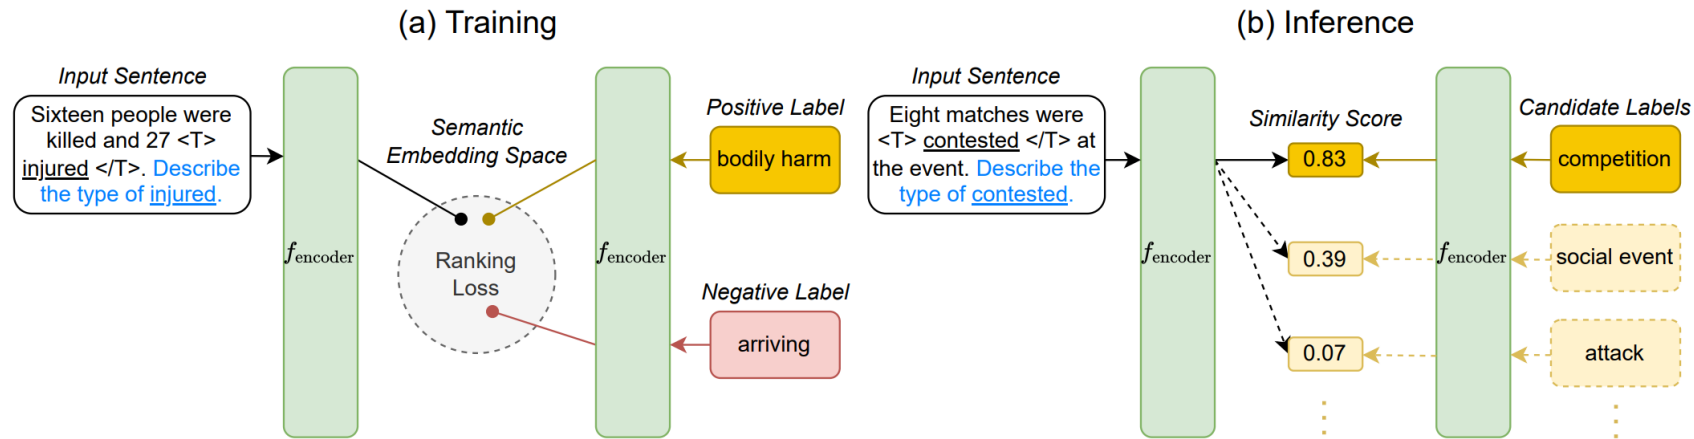 (a) Training
Input Sentence
Sixteen people were
killed and 27 <T>
injured </T>. Describe
the type of injured.
f encoder
Semantic
Embedding Space
Ranking
Loss
f encoder
Positive Label
bodily harm
Negative Label
arriving
(b) Inference
Input Sentence
Eight matches were
<T> contested </T> at
the event. Describe the
type of contested.
f encoder
Similarity Score
0.83
0.39
0.07
f encoder
Candidate Labels
competition
social event
attack